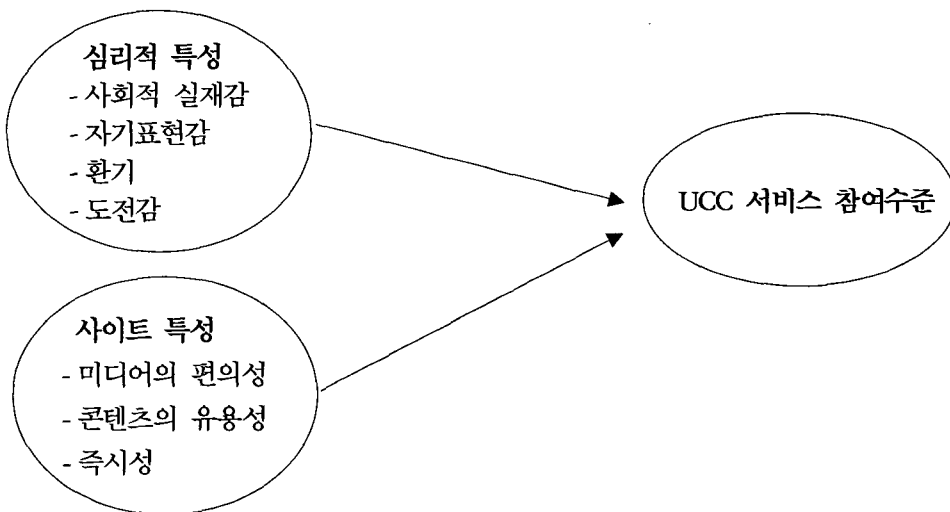 심리적 특성
- 사회적 실재감
- 자기표현감
- 환기
- 도전감
UCC 서비스 참여수준
사이트 특성
- 미디어의 편의성
- 콘텐츠의 유용성
- 즉시성